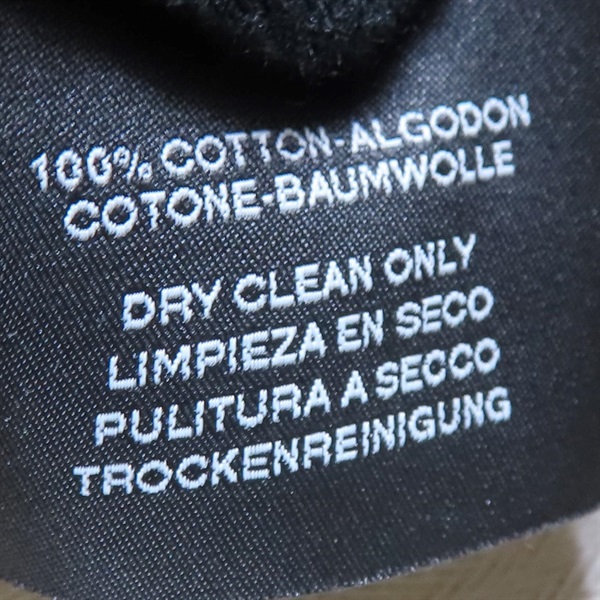 100% COTTON-ALGODON
COTONE-BAUMWOLLE
DRY CLEAN ONLY
LIMPIEZA EN SECO
PULITURA A SECCO
TROCKENREINIGUNG